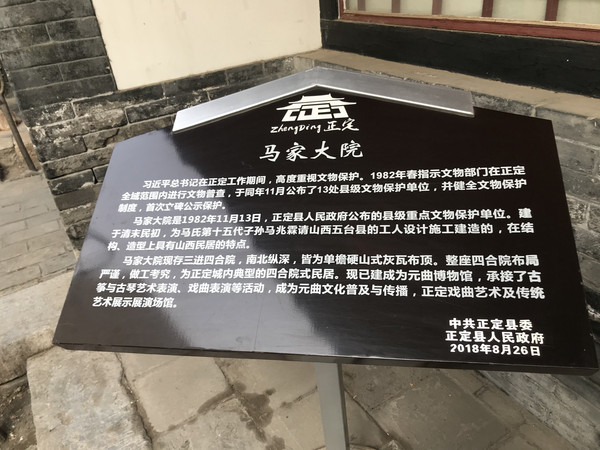 ZhengDing 正定
马家大院
习近平总书记在正定工作期间，高度重视文物保护。1982年春指示文物部门在正定
全域范围内进行文物普查，于同年11月公布了13处县级文物保护单位，并健全文物保护
制度，首次立碑公示保护。
马家大院是1982年11月13日，正定县人民政府公布的县级重点文物保护单位。建
于清末民初，为马氏第十五代子孙马兆霖请山西五台县的工人设计施工建造的，在结
构、造型上具有山西民居的特点。
马家大院现存三进四合院，南北纵深，皆为单檐硬山式灰瓦布顶。整座四合院布局
严谨，做工考究，为正定城内典型的四合院式民居。现已建成为元曲博物馆，承接了古
筝与古琴艺术表演、戏曲表演等活动，成为元曲文化普及与传播，正定戏曲艺术及传统
艺术展示展演场馆。
中共正定县委
正定县人民政府
2018年8月26日